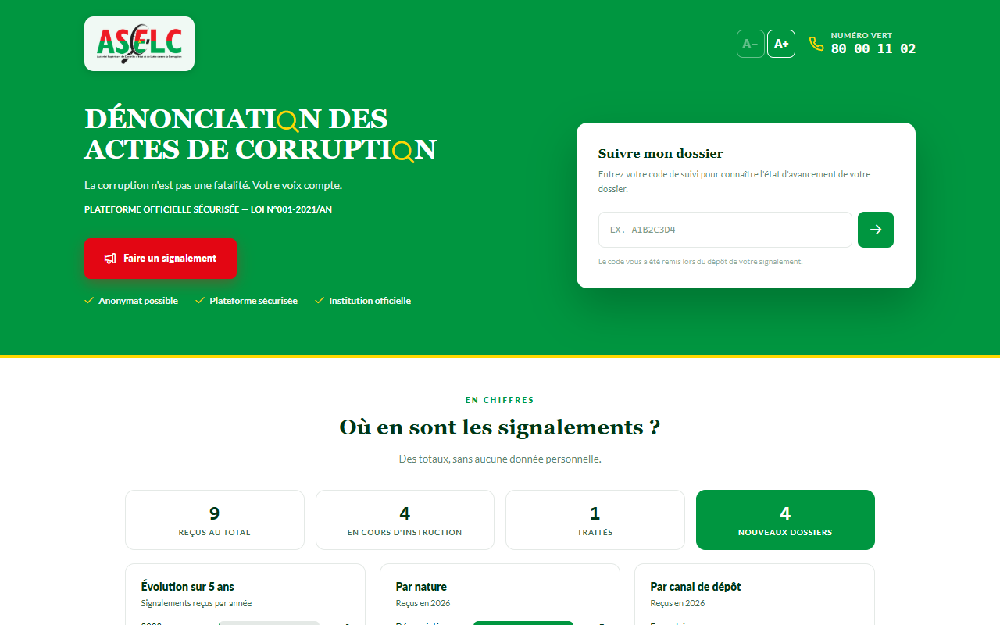 ASELC
Autorité Supérieure de Contrôle d'État et de Lutte contre la Corruption
A−
A+
NUMÉRO VERT
80 00 11 02
DÉNONCIATION DES
ACTES DE CORRUPTION
La corruption n'est pas une fatalité. Votre voix compte.
PLATEFORME OFFICIELLE SÉCURISÉE — LOI N°001-2021/AN
Faire un signalement
Anonymat possible
Plateforme sécurisée
Institution officielle
Suivre mon dossier
Entrez votre code de suivi pour connaître l'état d'avancement de votre
dossier.
EX. A1B2C3D4
Le code vous a été remis lors du dépôt de votre signalement.
EN CHIFFRES
Où en sont les signalements ?
Des totaux, sans aucune donnée personnelle.
9
REÇUS AU TOTAL
4
EN COURS D'INSTRUCTION
1
TRAITÉS
4
NOUVEAUX DOSSIERS
Évolution sur 5 ans
Signalements reçus par année
Par nature
Reçus en 2026
Par canal de dépôt
Reçus en 2026